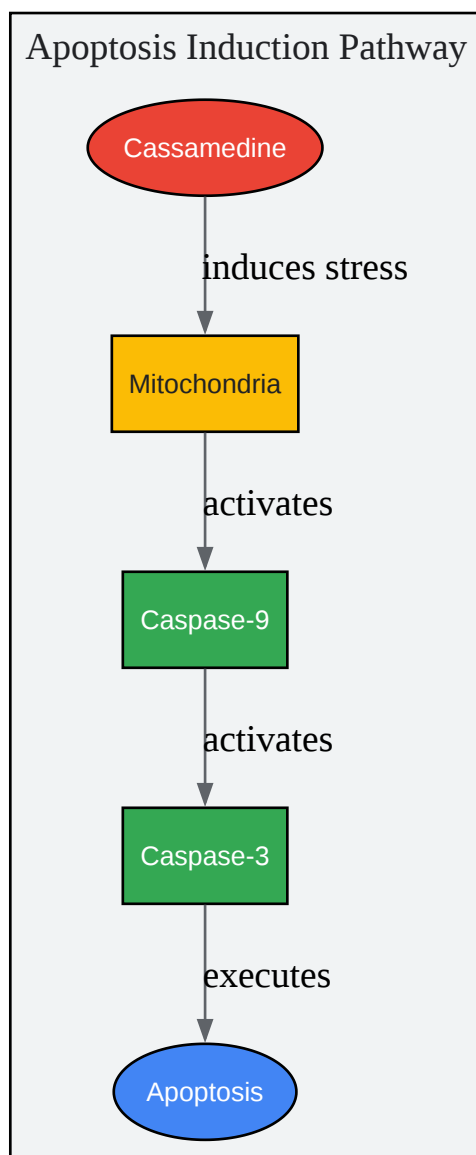 Apoptosis Induction Pathway
Cassamedine
induces stress
Mitochondria
activates
Caspase-9
activates
Caspase-3
executes
Apoptosis